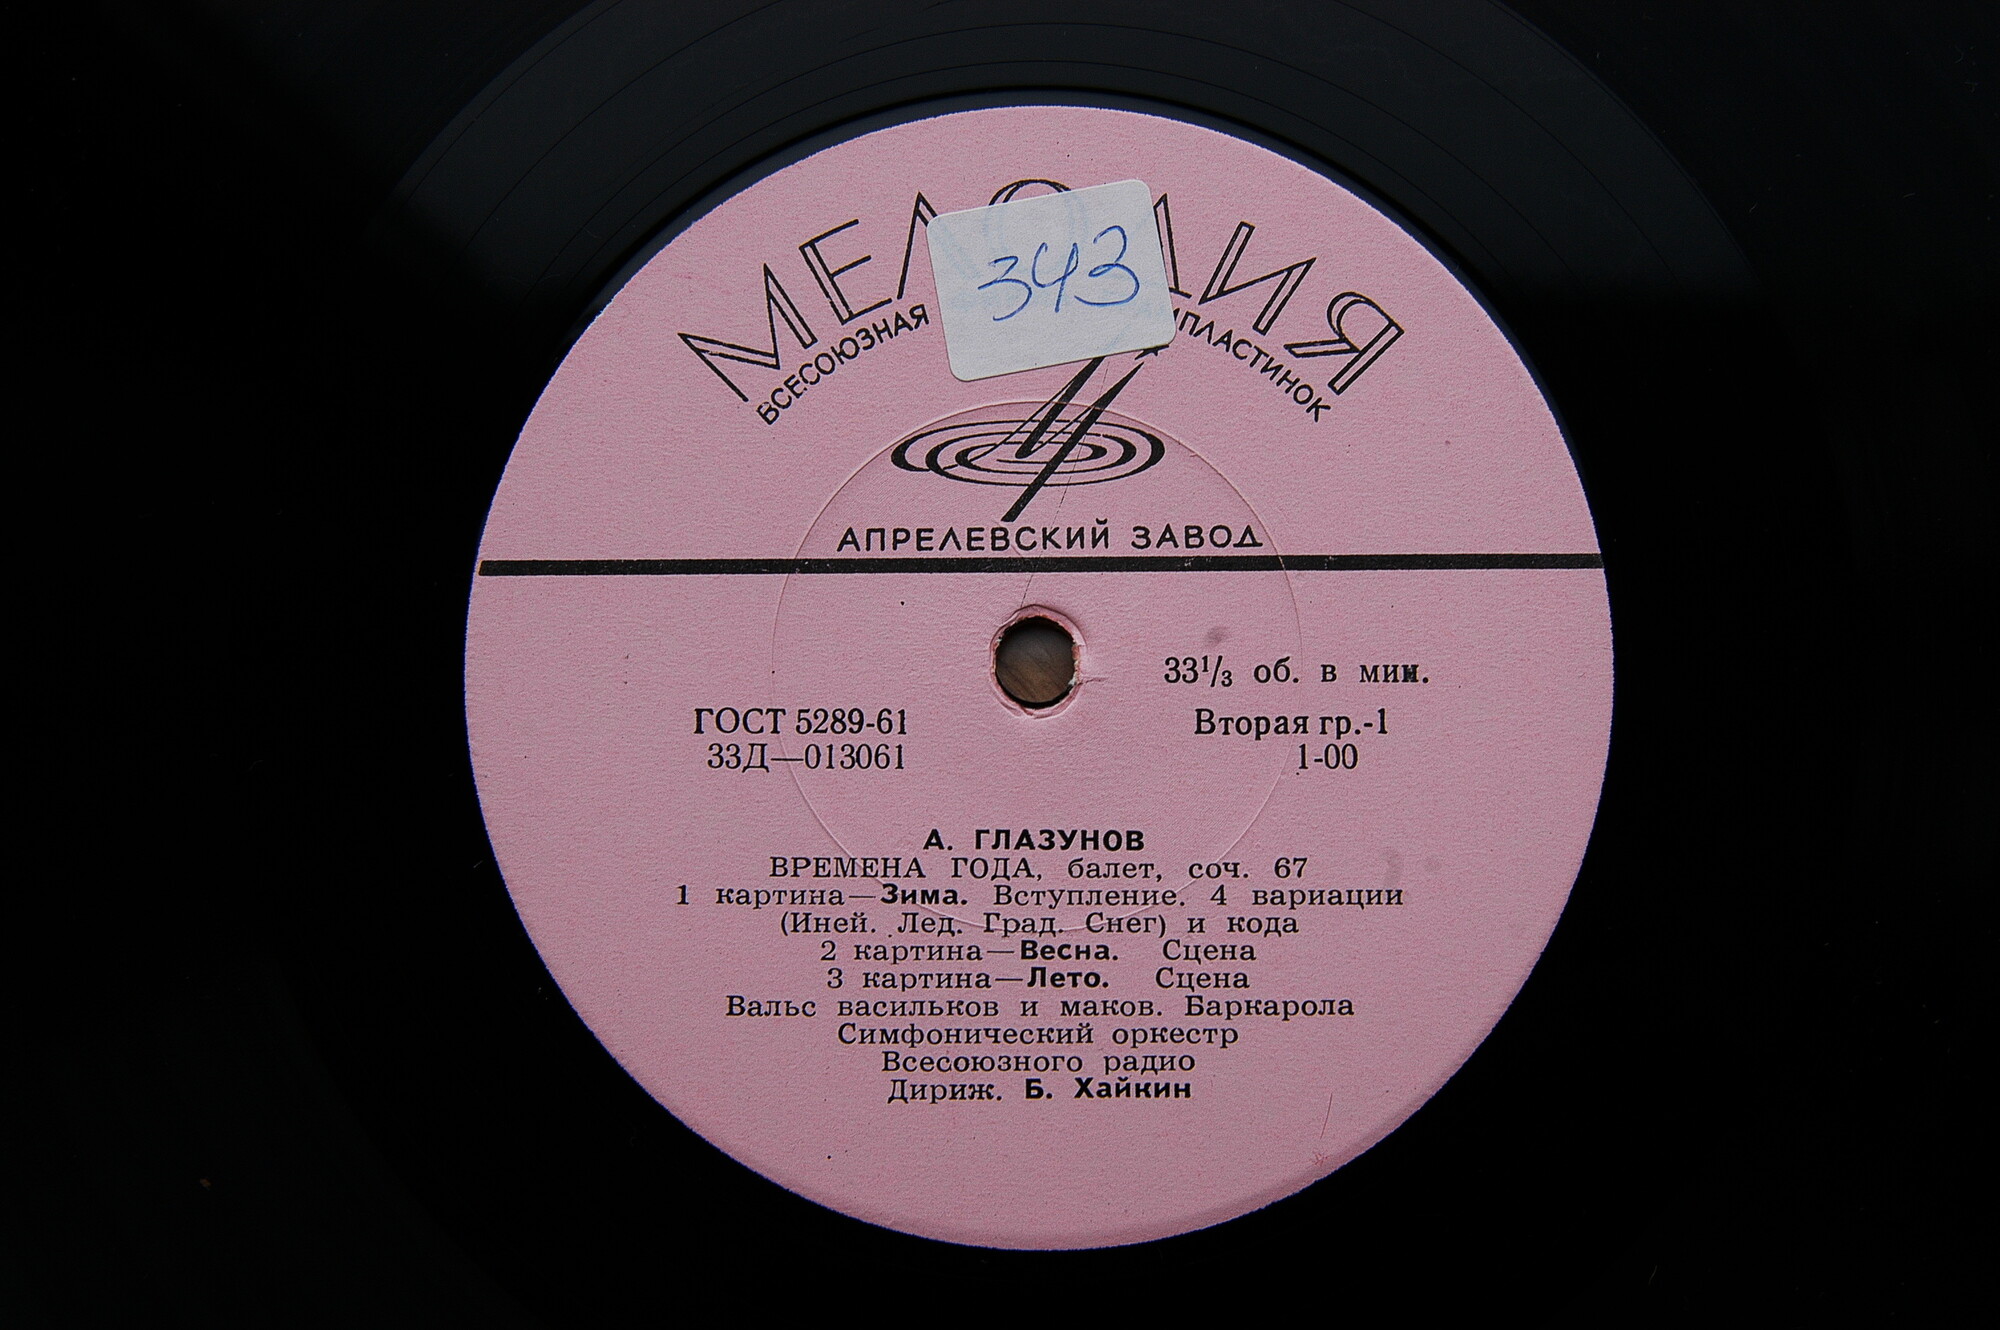 МЕЛОДИЯ
343
ВСЕСОЮЗНАЯ ПЛАСТИНОК
АПРЕЛЕВСКИЙ ЗАВОД
33⅓ об. в мин.
ГОСТ 5289-61 Вторая гр.-1
33Д—013061 1-00
А. ГЛАЗУНОВ
ВРЕМЕНА ГОДА, балет, соч. 67
1 картина—Зима. Вступление. 4 вариации
(Иней. Лед. Град. Снег) и кода
2 картина—Весна. Сцена
3 картина—Лето. Сцена
Вальс васильков и маков. Баркарола
Симфонический оркестр
Всесоюзного радио
Дириж. Б. Хайкин